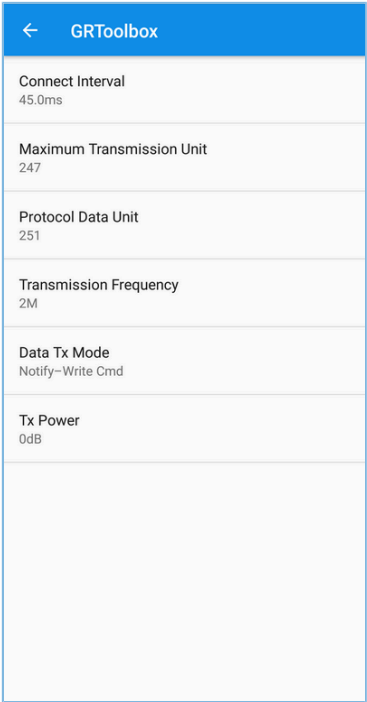 GRToolbox
Connect Interval
45.0ms
Maximum Transmission Unit
247
Protocol Data Unit
251
Transmission Frequency
2M
Data Tx Mode
Notify–Write Cmd
Tx Power
0dB